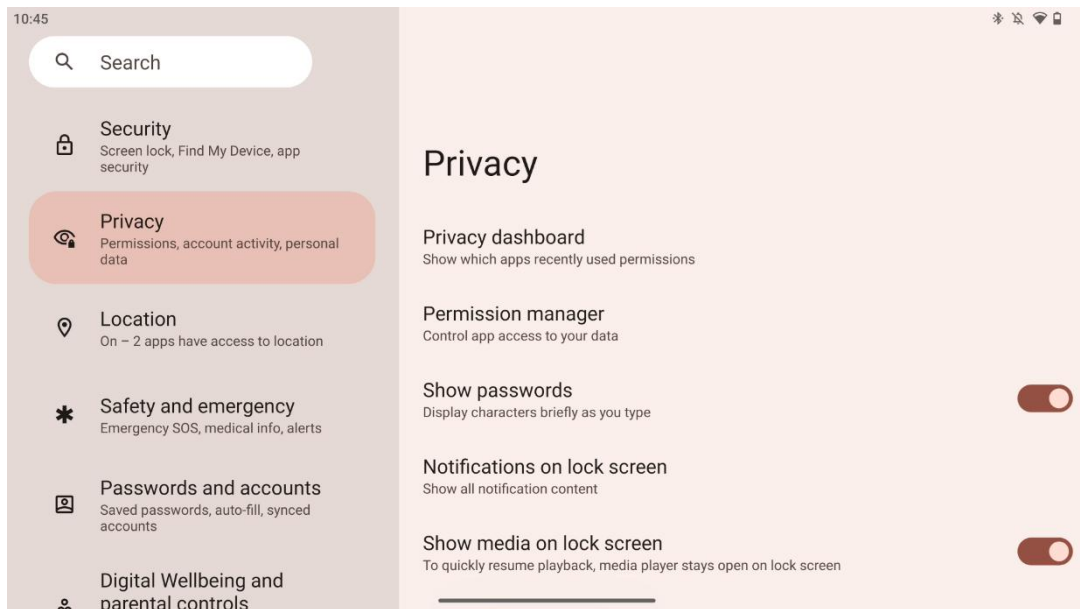 10:45
Search
Security
Screen lock, Find My Device, app
security
Privacy
Permissions, account activity, personal
data
Location
On – 2 apps have access to location
Safety and emergency
Emergency SOS, medical info, alerts
Passwords and accounts
Saved passwords, auto-fill, synced
accounts
Digital Wellbeing and
parental controls
Privacy
Privacy dashboard
Show which apps recently used permissions
Permission manager
Control app access to your data
Show passwords
Display characters briefly as you type
Notifications on lock screen
Show all notification content
Show media on lock screen
To quickly resume playback, media player stays open on lock screen